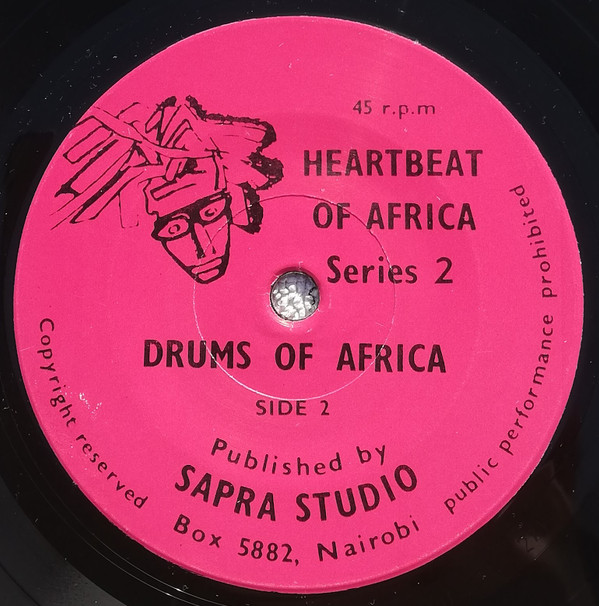 45 r.p.m
HEARTBEAT
OF AFRICA
Series 2
DRUMS OF AFRICA
SIDE 2
Published by
SAPRA STUDIO
Box 5882, Nairobi
Copyright reserved
public performance prohibited